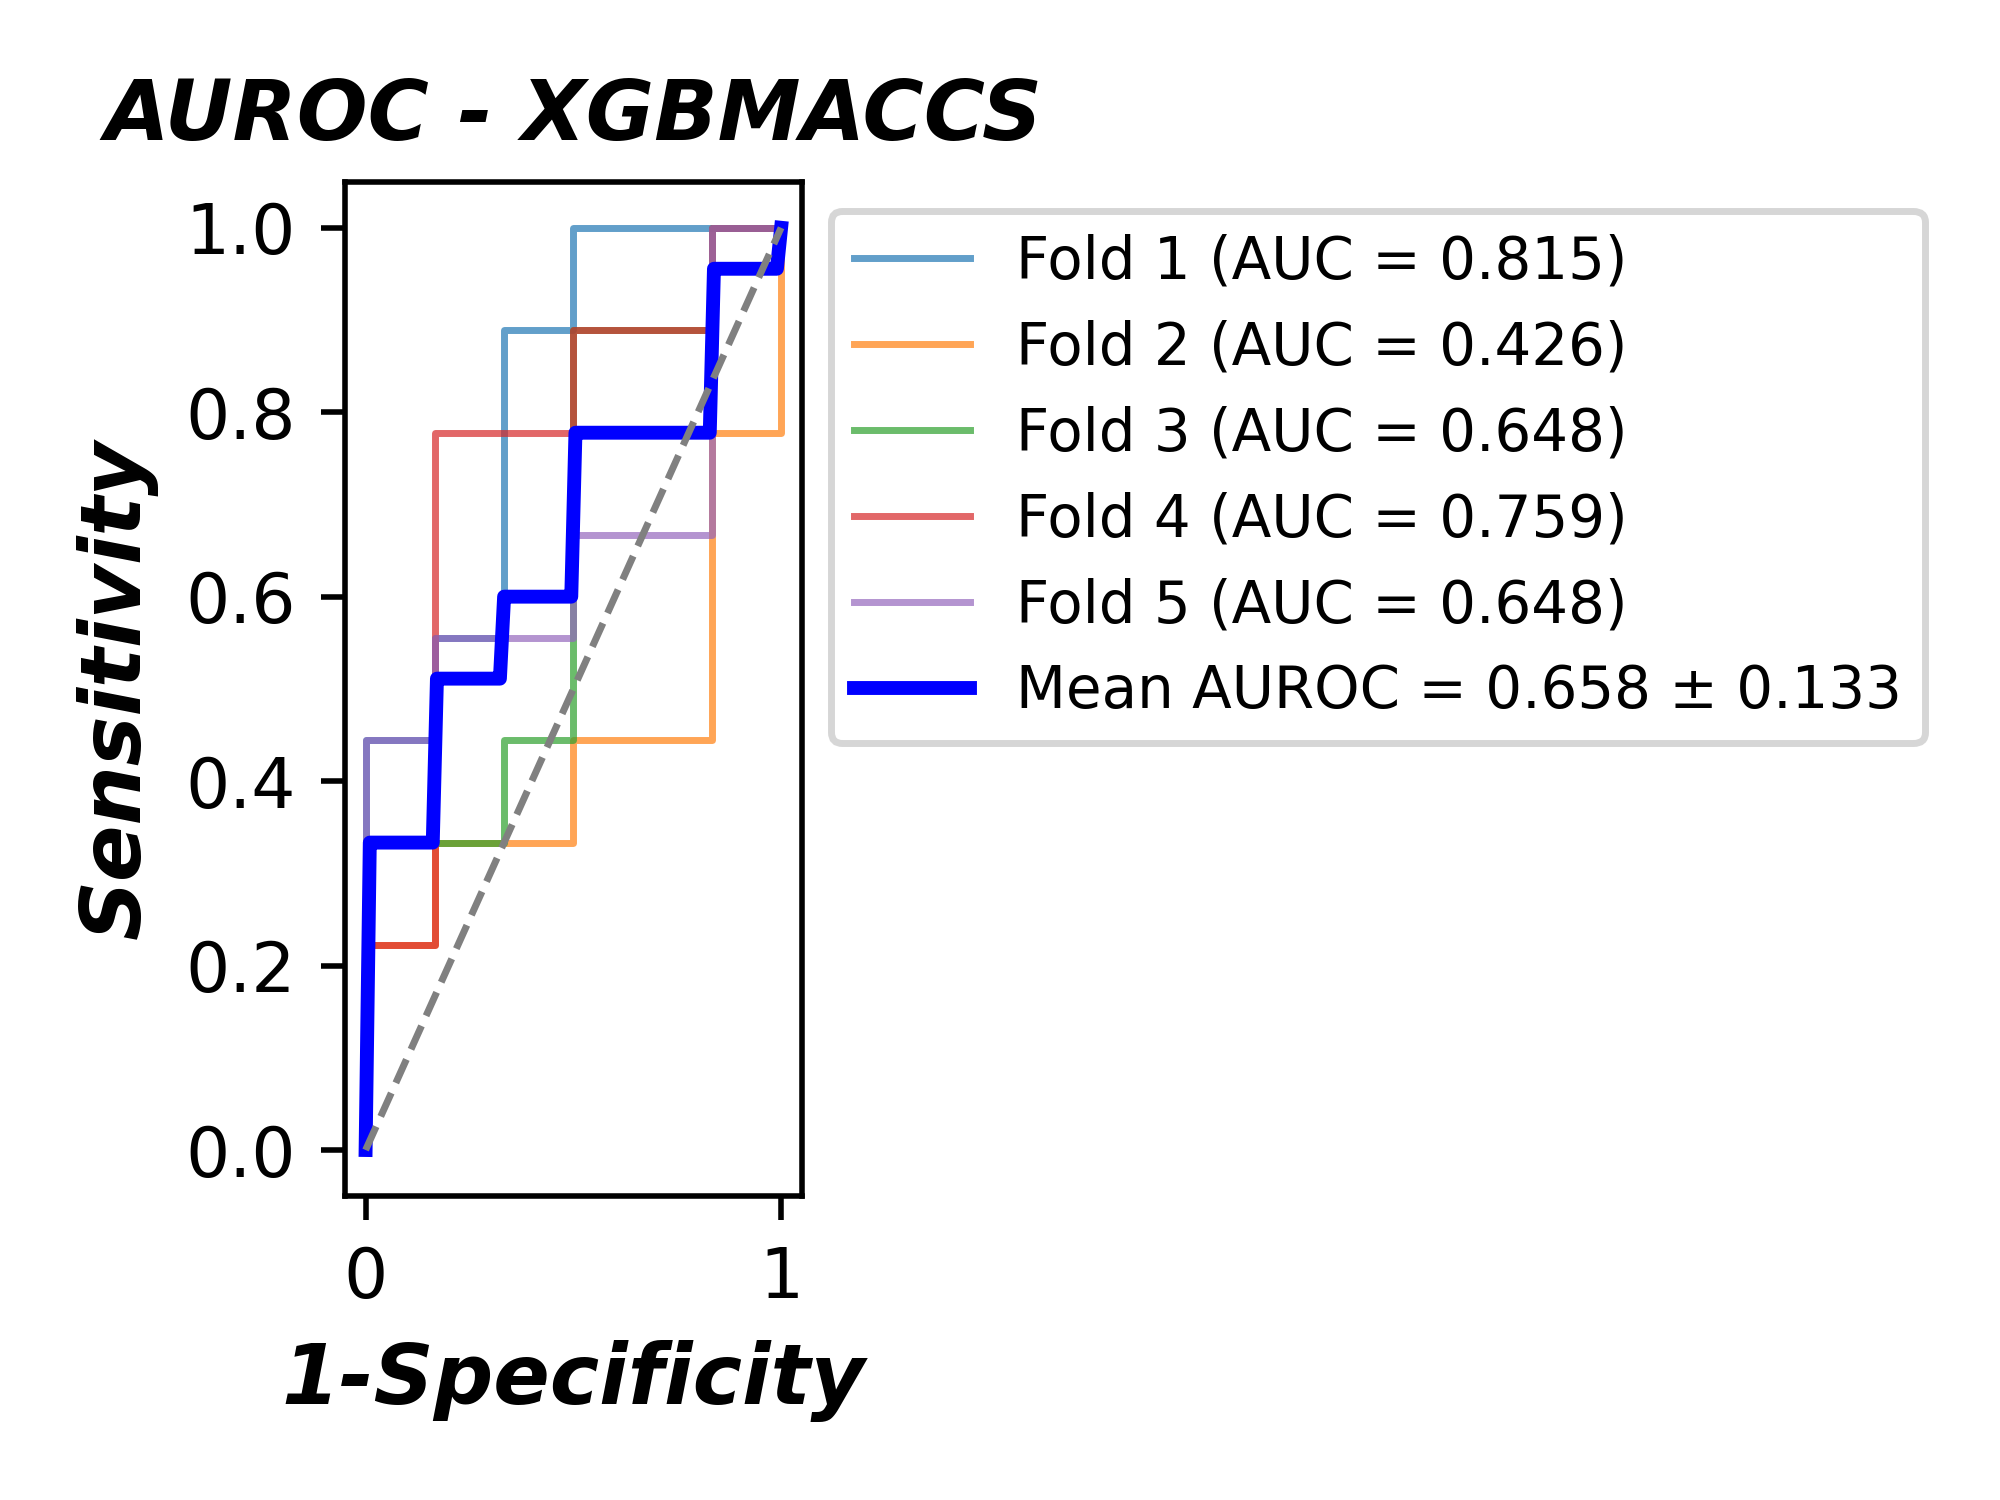 AUROC - XGBMACCS
1.0
0.8
0.6
0.4
0.2
0.0
Sensitivity
0 1
1-Specificity
Fold 1 (AUC = 0.815)
Fold 2 (AUC = 0.426)
Fold 3 (AUC = 0.648)
Fold 4 (AUC = 0.759)
Fold 5 (AUC = 0.648)
Mean AUROC = 0.658 ± 0.133